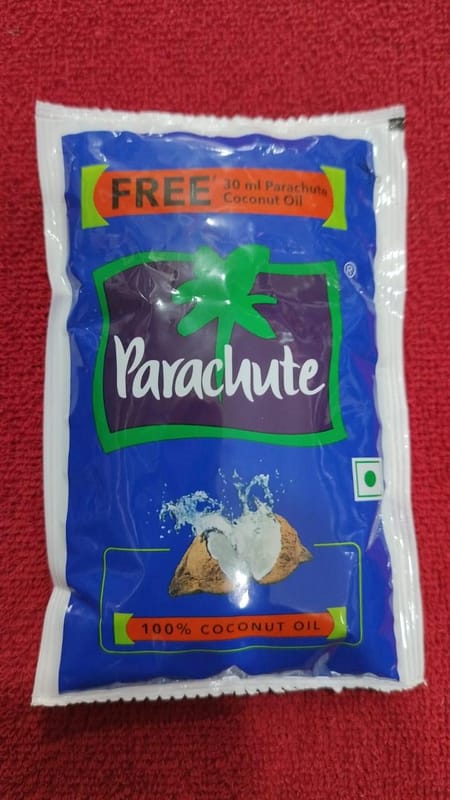 FREE* 30 ml Parachute
Coconut Oil
®
Parachute
100% COCONUT OIL